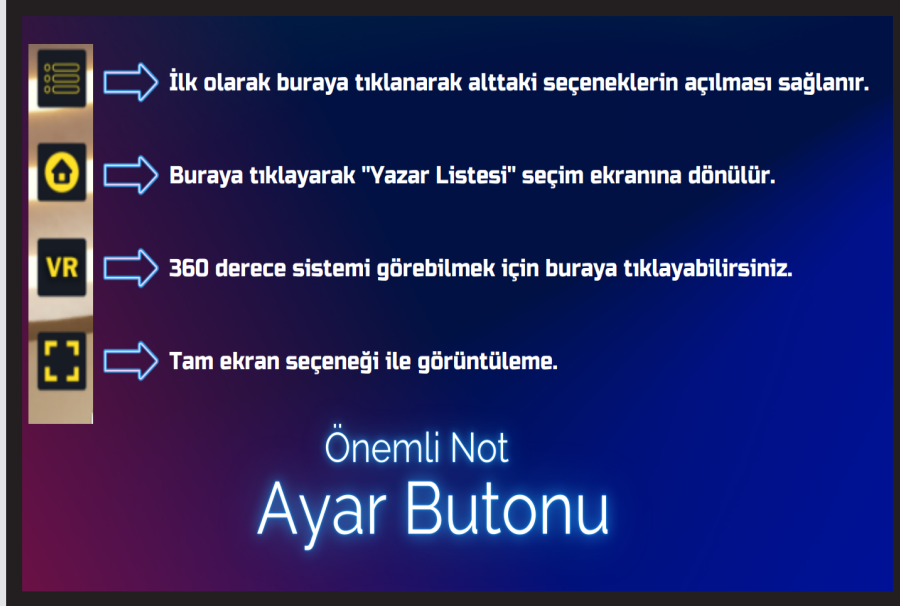 İlk olarak buraya tıklanarak alttaki seçeneklerin açılması sağlanır.
Buraya tıklayarak "Yazar Listesi" seçim ekranına dönülür.
VR
360 derece sistemi görebilmek için buraya tıklayabilirsiniz.
Tam ekran seçeneği ile görüntüleme.
Önemli Not
Ayar Butonu